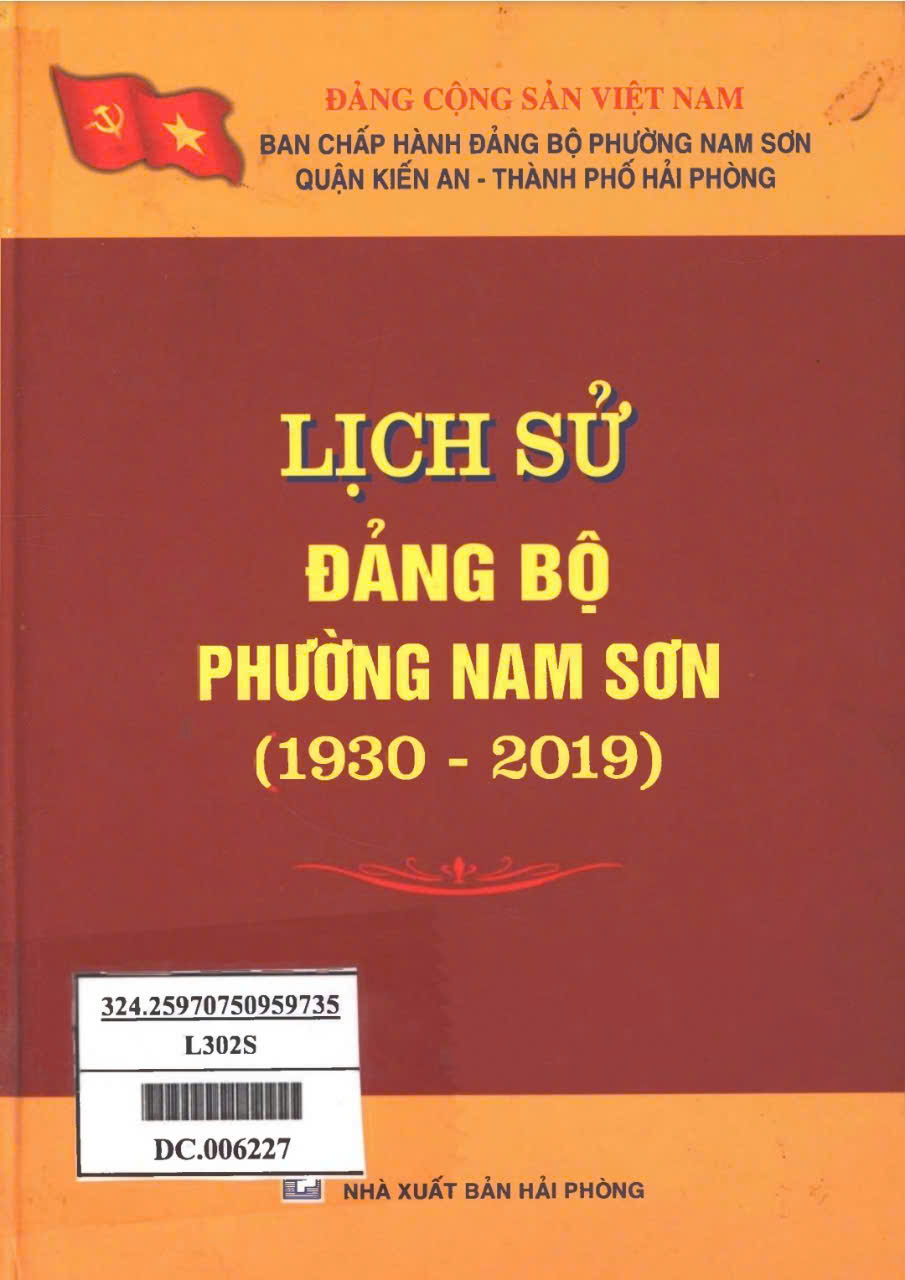 ĐẢNG CỘNG SẢN VIỆT NAM
BAN CHẤP HÀNH ĐẢNG BỘ PHƯỜNG NAM SƠN
QUẬN KIẾN AN - THÀNH PHỐ HẢI PHÒNG
LỊCH SỬ
ĐẢNG BỘ
PHƯỜNG NAM SƠN
(1930 - 2019)
324.25970750959735
L302S
DC.006227
NHÀ XUẤT BẢN HẢI PHÒNG